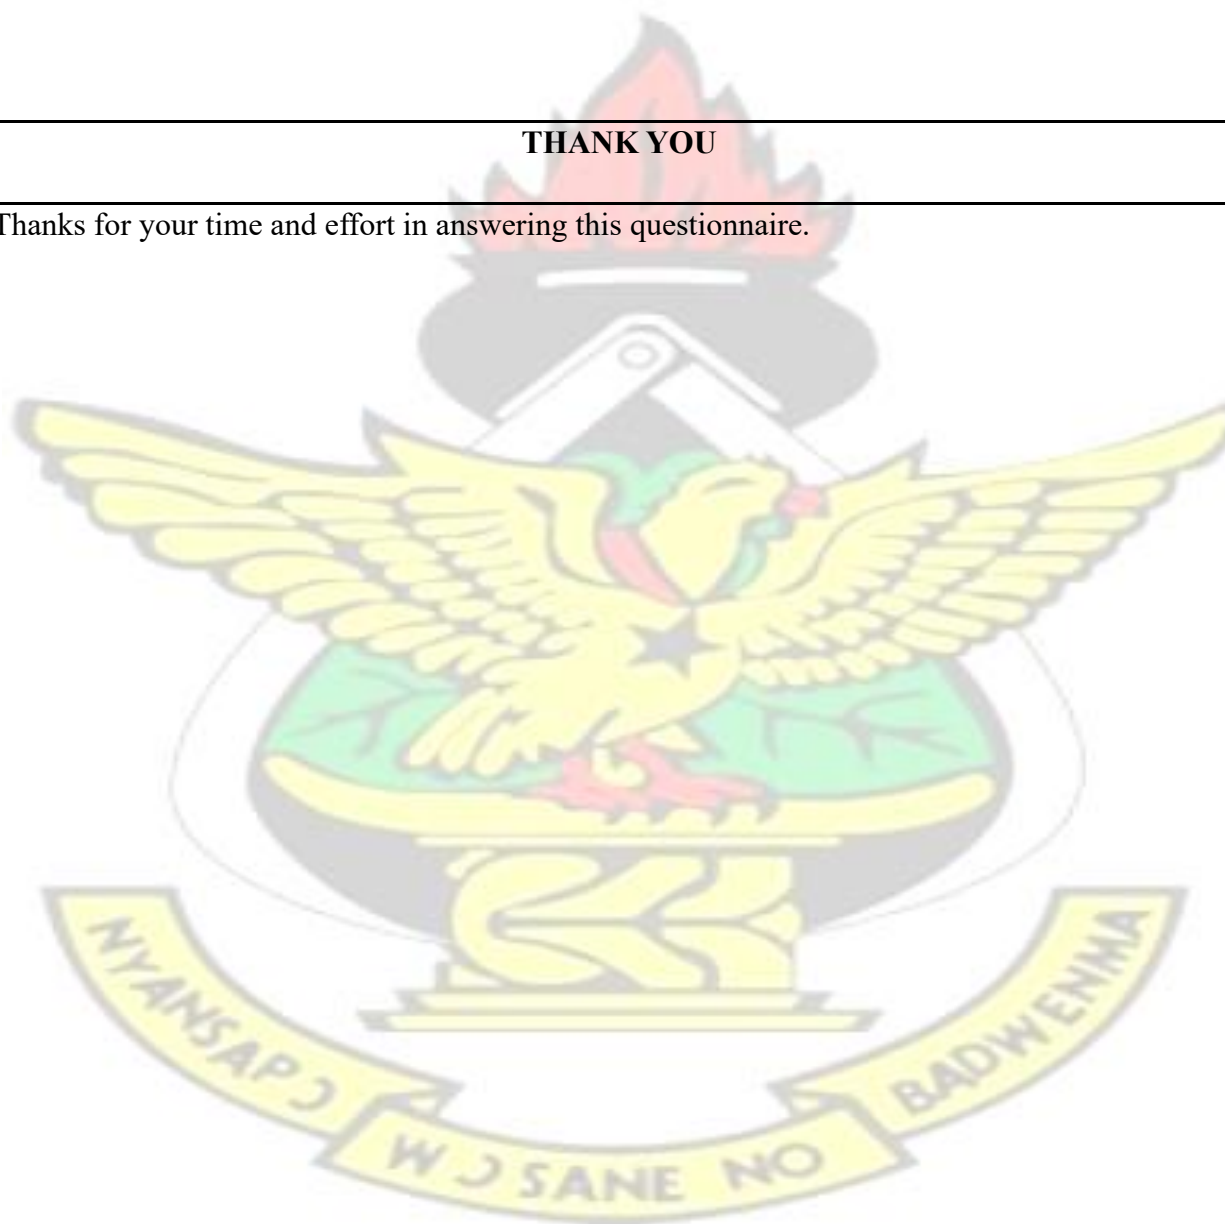 THANK YOU
Thanks for your time and effort in answering this questionnaire.
NYANSAPƆ
WƆSANE NO
BADWENMA